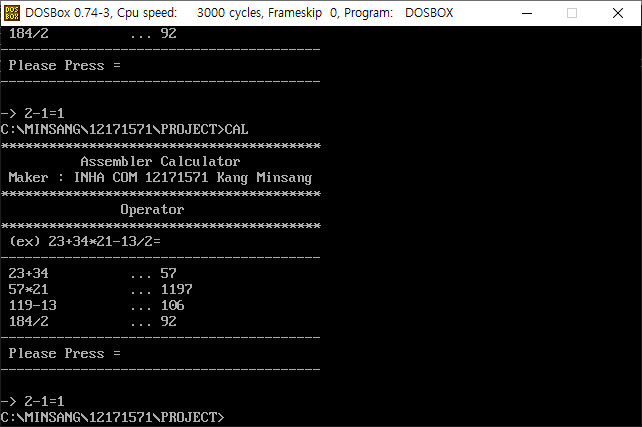 DOSBox 0.74-3, Cpu speed: 3000 cycles, Frameskip 0, Program: DOSBOX
184/2 ... 92
----------------------------------------
Please Press =
----------------------------------------
-> 2-1=1
C:\MINSANG\12171571\PROJECT>CAL
****************************************
Assembler Calculator
Maker : INHA COM 12171571 Kang Minsang
****************************************
Operator
****************************************
(ex) 23+34*21-13/2=
----------------------------------------
23+34 ... 57
57*21 ... 1197
119-13 ... 106
184/2 ... 92
----------------------------------------
Please Press =
----------------------------------------
-> 2-1=1
C:\MINSANG\12171571\PROJECT>